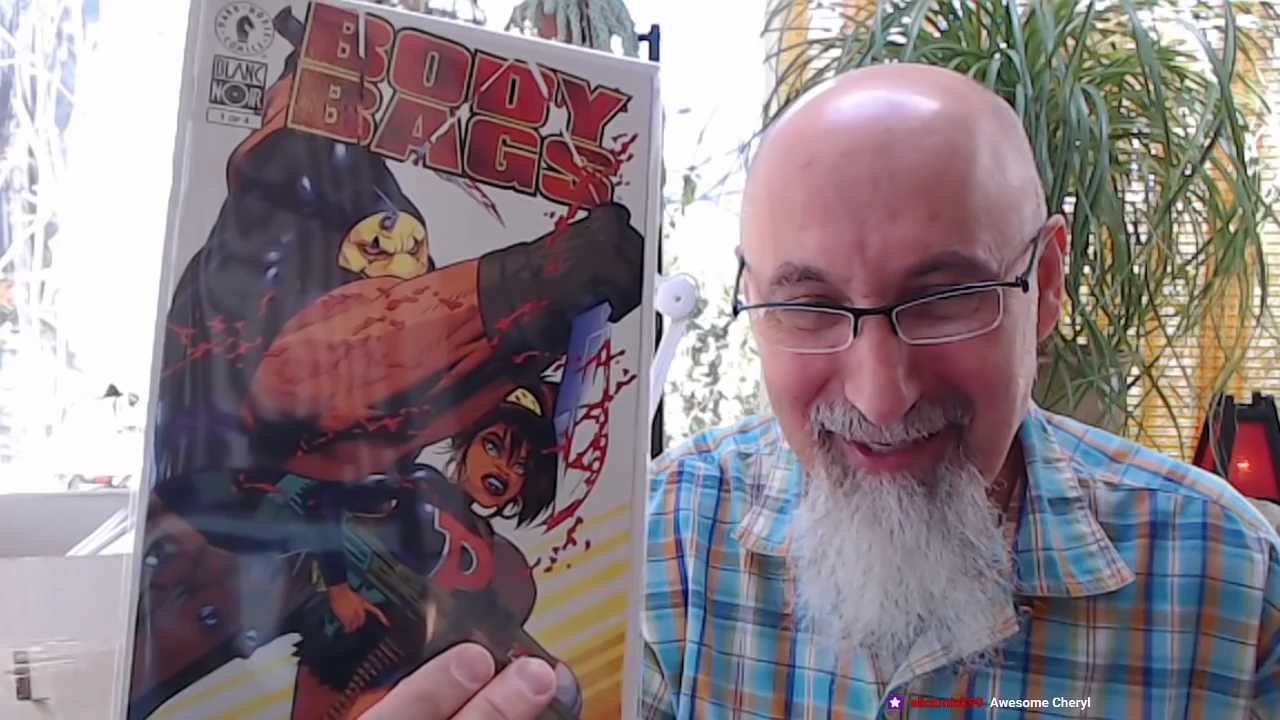 DARK HORSE
COMICS
BLANC
NOIR
1 OF 4
BODY
BAGS
Awesome Cheryl